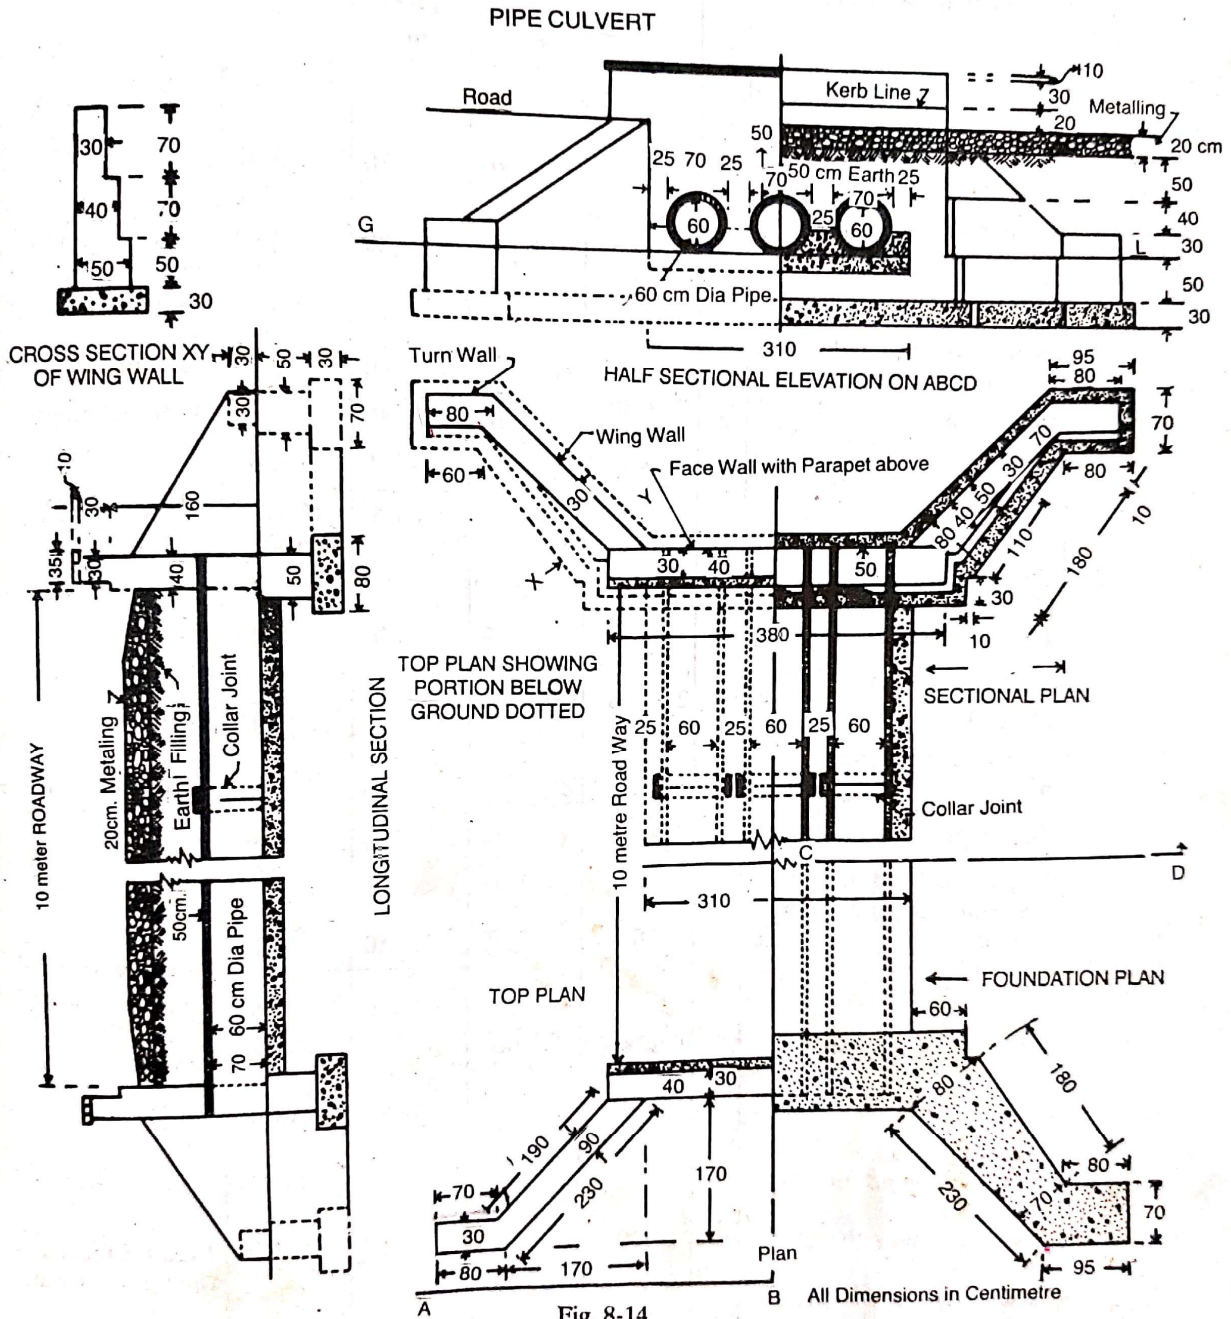 PIPE CULVERT
10
Road
Kerb Line
30
Metalling
20
20 cm
30
70
50
25 70 25
70
50 cm Earth
25
70
50
40
70
G
60
25
60
40
L
30
50
50
30
60 cm Dia Pipe
50
30
310
CROSS SECTION XY
OF WING WALL
30
50
30
Turn Wall
HALF SECTIONAL ELEVATION ON ABCD
95
80
30
70
80
Wing Wall
70
70
Face Wall with Parapet above
60
30
Y
30
80
10
30
160
50
40
80
10
X
110
180
35
30
40
50
80
30
40
50
30
380
10
TOP PLAN SHOWING
PORTION BELOW
GROUND DOTTED
SECTIONAL PLAN
25
60
25
60
25
60
10 meter ROADWAY
20cm. Metaling
Earth Filling
Collar Joint
LONGITUDINAL SECTION
10 metre Road Way
Collar Joint
C
D
50cm.
60 cm Dia Pipe
310
FOUNDATION PLAN
TOP PLAN
60
70
40
30
80
180
190
90
230
170
70
30
80
170
230
70
80
70
95
Plan
A
B
All Dimensions in Centimetre
Fig. 8-14